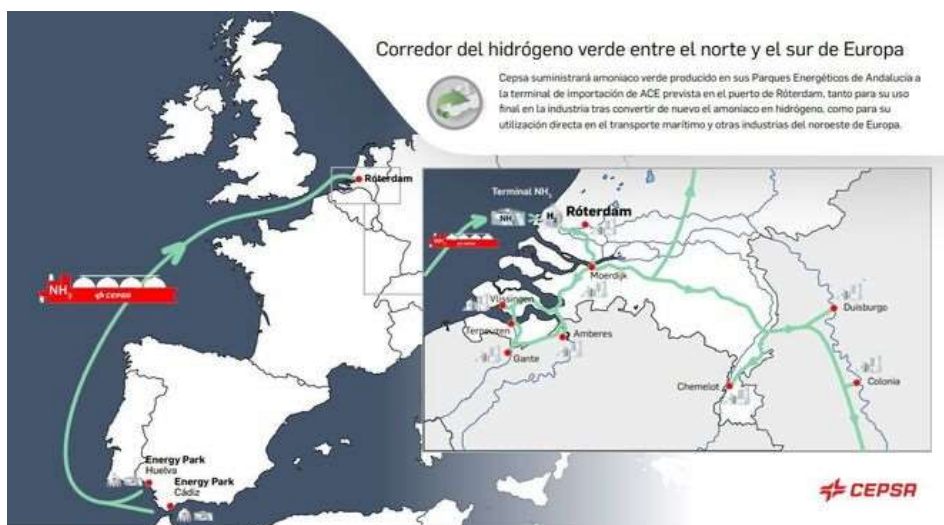 Corredor del hidrógeno verde entre el norte y el sur de Europa
Cepsa suministrará amoniaco verde producido en sus Parques Energéticos de Andalucía a
la terminal de importación de ACE prevista en el puerto de Róterdam, tanto para su uso
final en la industria tras convertir de nuevo el amoniaco en hidrógeno, como para su
utilización directa en el transporte marítimo y otras industrias del noroeste de Europa.
Róterdam
Terminal NH₃
NH₃
H₂
Róterdam
Moerdijk
Vlissingen
Terneuzen
Gante
Amberes
Duisburgo
Chemelot
Colonia
NH₃
CEPSA
Energy Park
Huelva
Energy Park
Cádiz
CEPSA